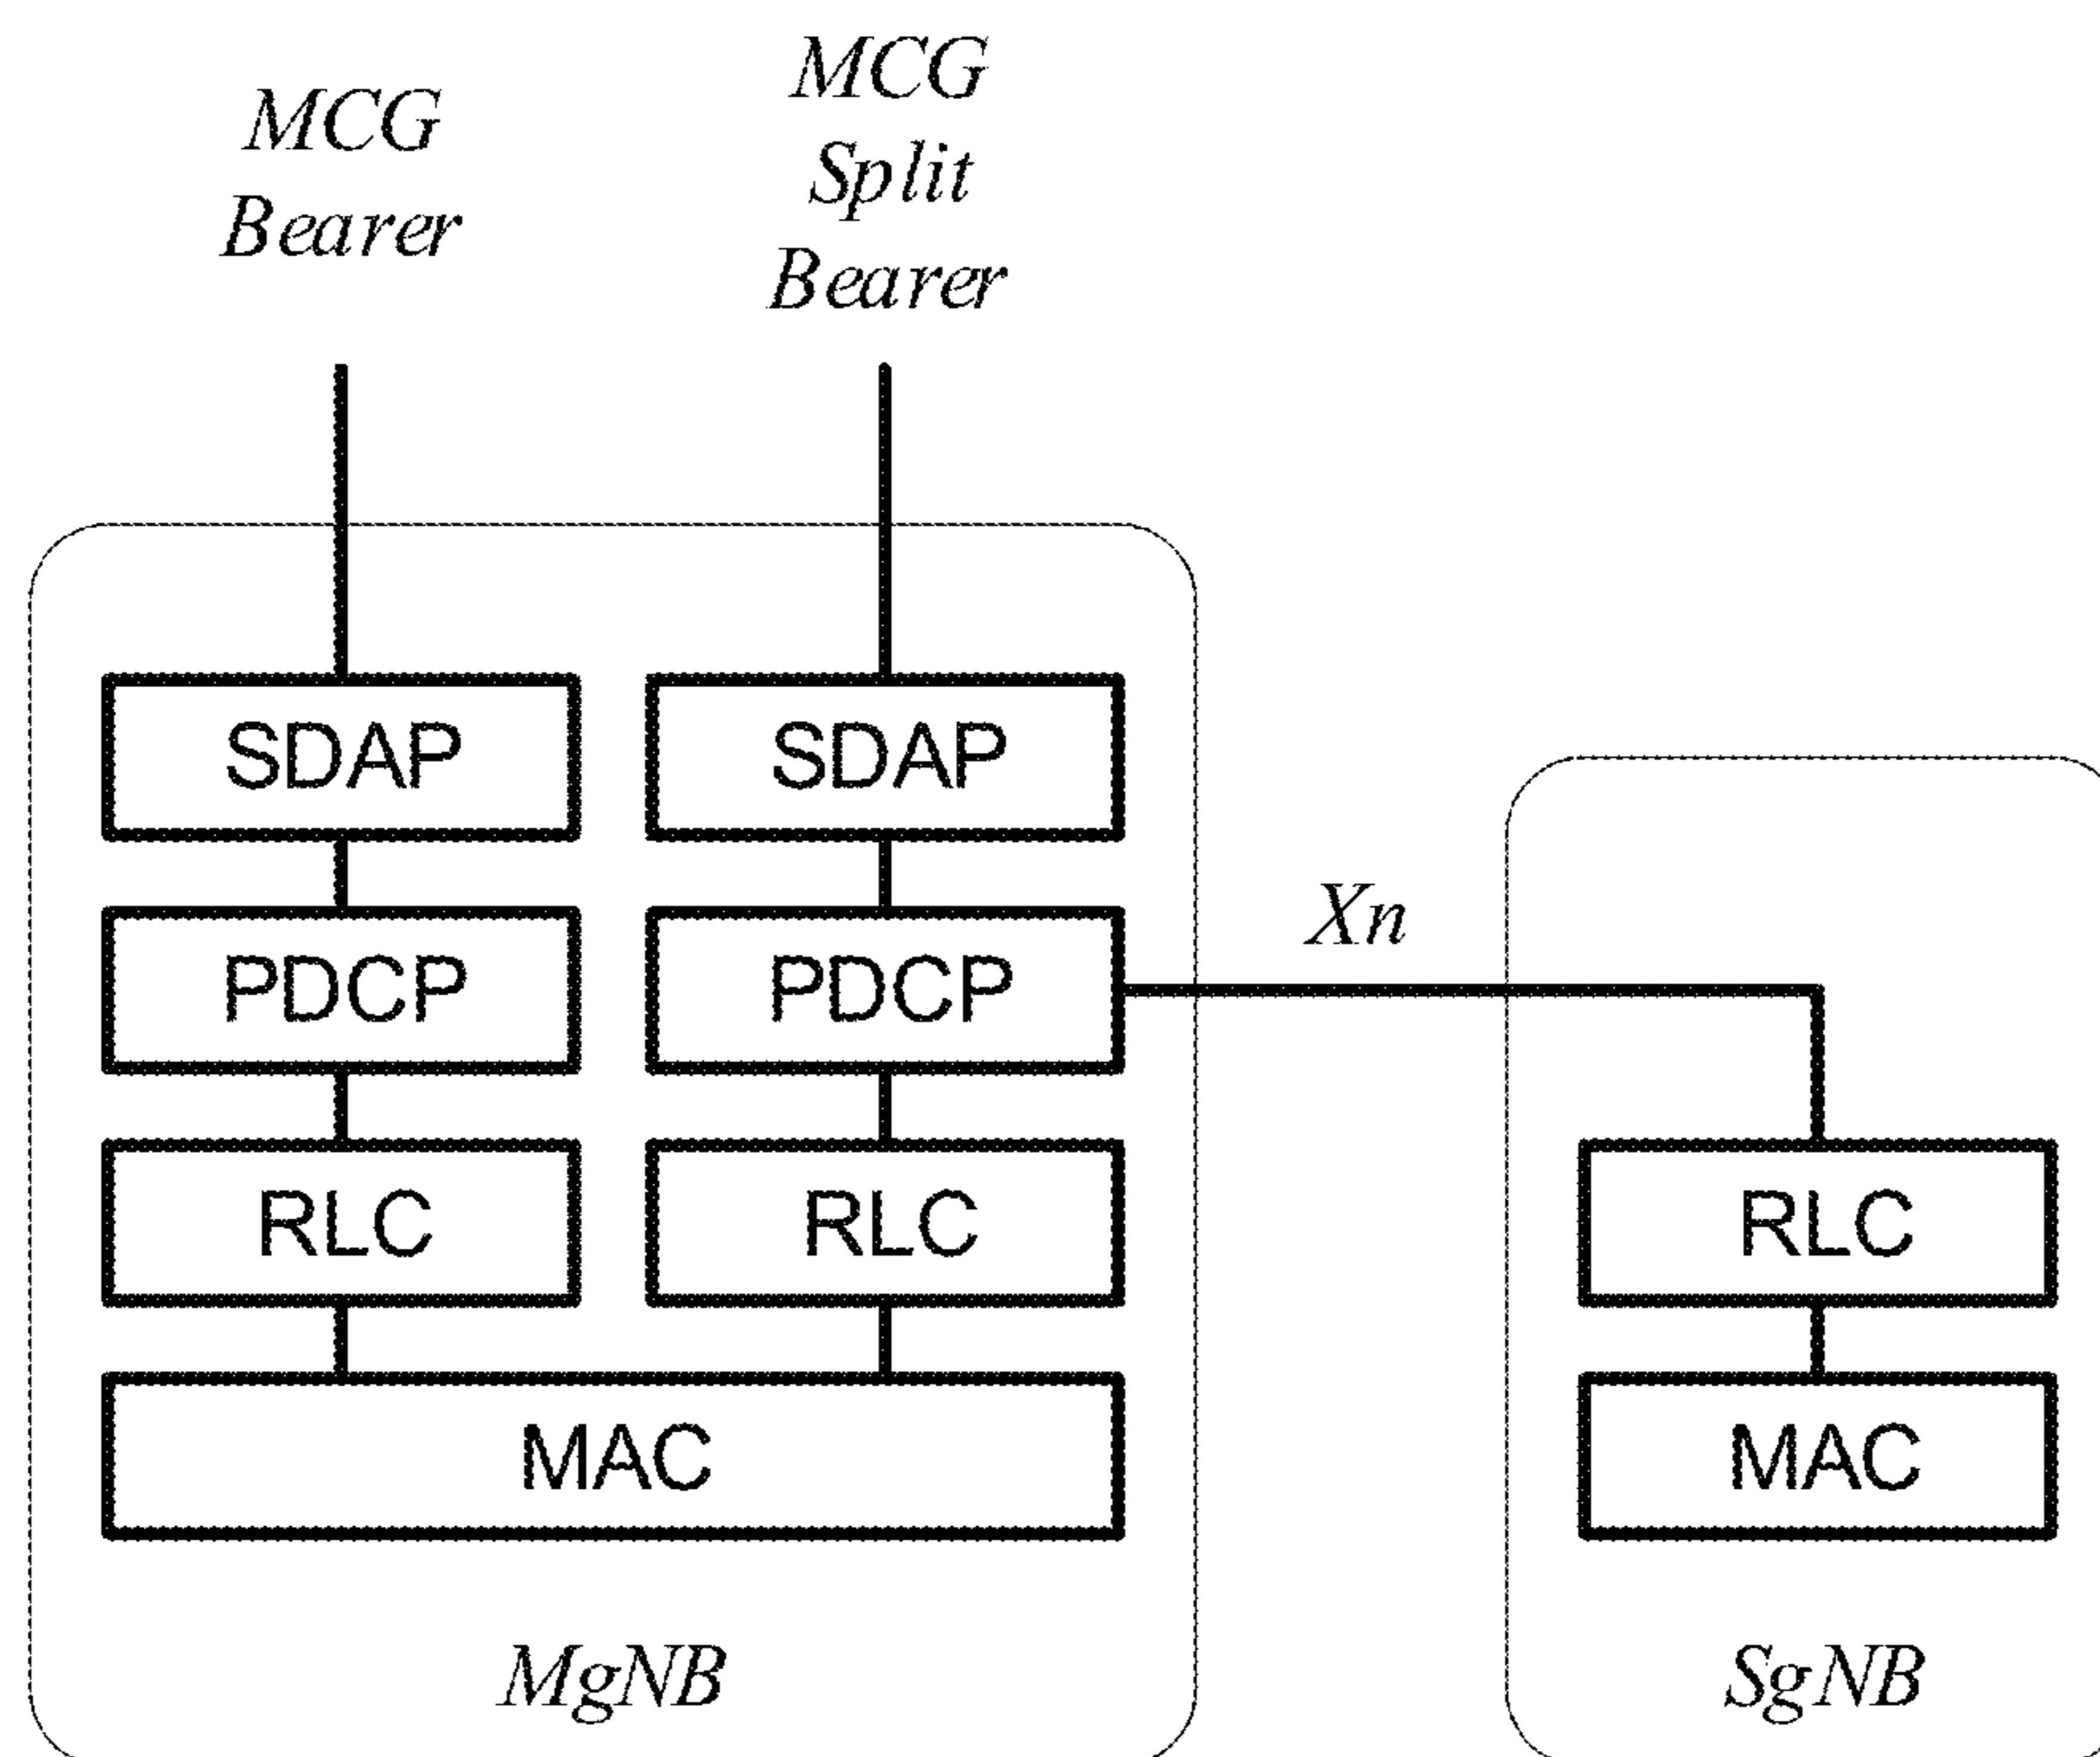 MCG
Bearer
MCG
Split
Bearer
SDAP
SDAP
PDCP
PDCP
Xn
RLC
RLC
RLC
MAC
MAC
MgNB
SgNB